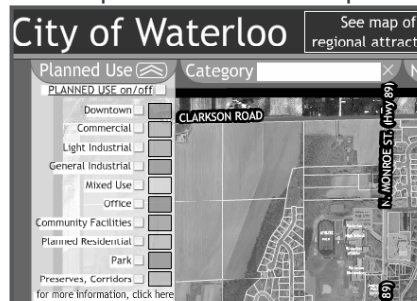 City of Waterloo
See map of
regional attract
Planned Use
Category
PLANNED USE on/off
Downtown
Commercial
Light Industrial
General Industrial
Mixed Use
Office
Community Facilities
Planned Residential
Park
Preserves, Corridors
for more information, click here
CLARKSON ROAD
N. MONROE ST. (Hwy 89)
89)